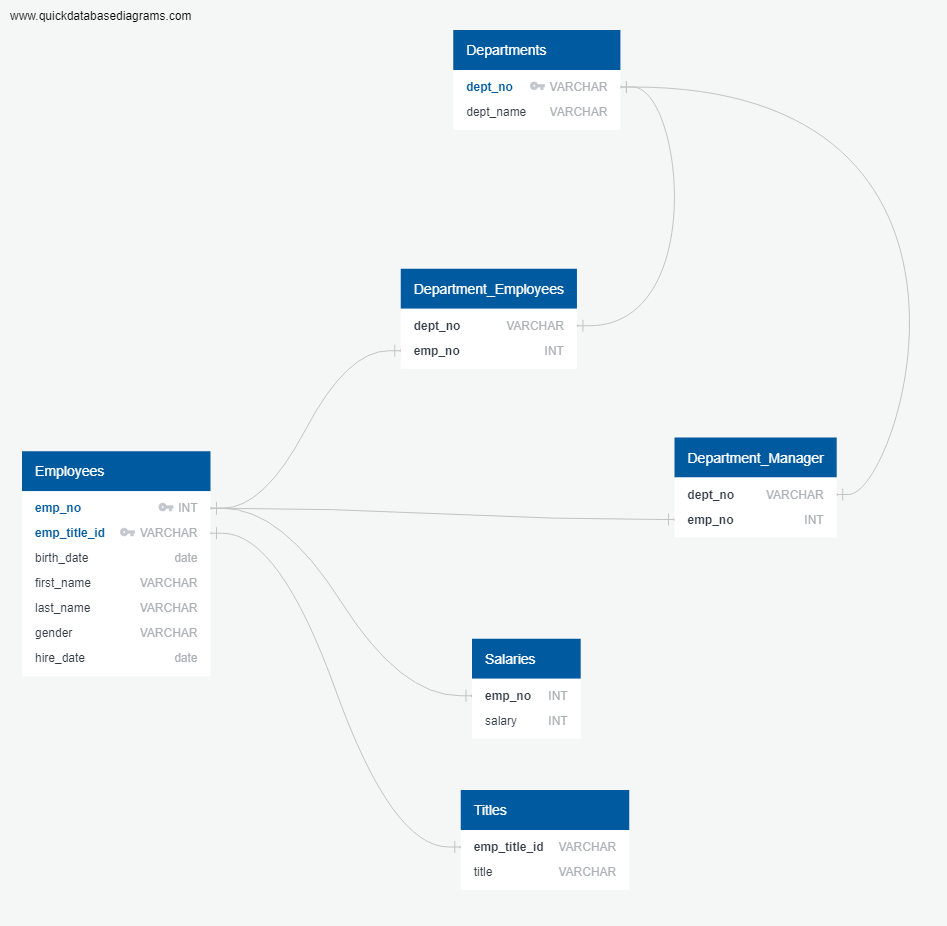 www.quickdatabasediagrams.com
Departments
dept_no VARCHAR
dept_name VARCHAR
Department_Employees
dept_no VARCHAR
emp_no INT
Department_Manager
dept_no VARCHAR
emp_no INT
Employees
emp_no INT
emp_title_id VARCHAR
birth_date date
first_name VARCHAR
last_name VARCHAR
gender VARCHAR
hire_date date
Salaries
emp_no INT
salary INT
Titles
emp_title_id VARCHAR
title VARCHAR